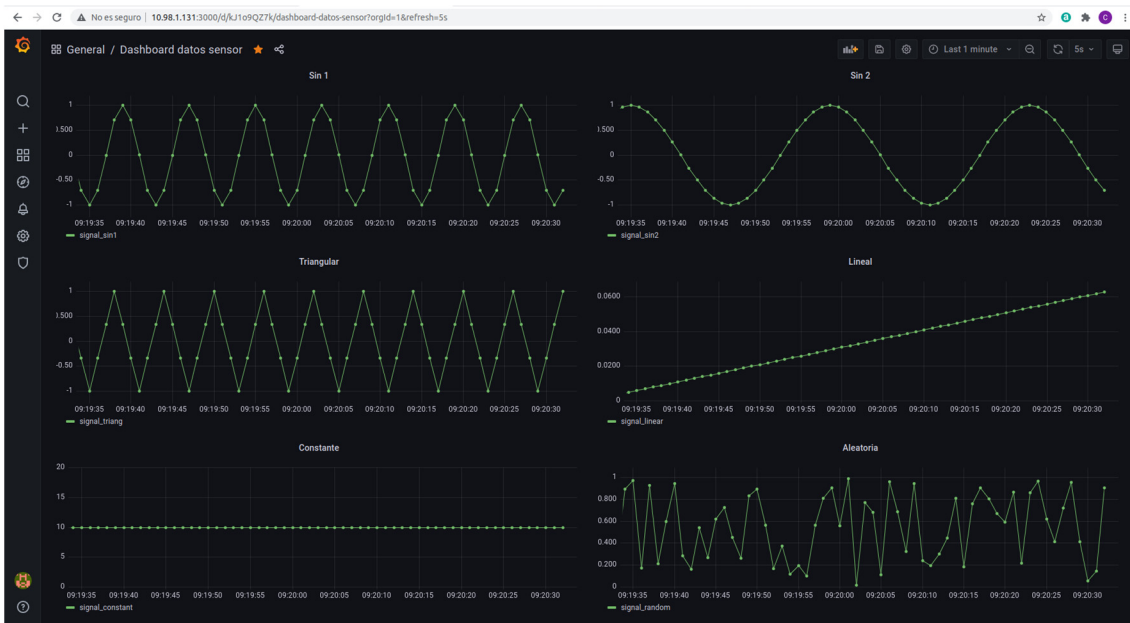 No es seguro | 10.98.1.131:3000/d/kJ1o9QZ7k/dashboard-datos-sensor?orgId=1&refresh=5s
C
General / Dashboard datos sensor
Last 1 minute
5s
Sin 1
1
0.500
0
-0.50
-1
09:19:35 09:19:40 09:19:45 09:19:50 09:19:55 09:20:00 09:20:05 09:20:10 09:20:15 09:20:20 09:20:25 09:20:30
signal_sin1
Sin 2
1
0.500
0
-0.50
-1
09:19:35 09:19:40 09:19:45 09:19:50 09:19:55 09:20:00 09:20:05 09:20:10 09:20:15 09:20:20 09:20:25 09:20:30
signal_sin2
Triangular
1
0.500
0
-0.50
-1
09:19:35 09:19:40 09:19:45 09:19:50 09:19:55 09:20:00 09:20:05 09:20:10 09:20:15 09:20:20 09:20:25 09:20:30
signal_triang
Lineal
0.0600
0.0400
0.0200
0
09:19:35 09:19:40 09:19:45 09:19:50 09:19:55 09:20:00 09:20:05 09:20:10 09:20:15 09:20:20 09:20:25 09:20:30
signal_linear
Constante
20
15
10
5
0
09:19:35 09:19:40 09:19:45 09:19:50 09:19:55 09:20:00 09:20:05 09:20:10 09:20:15 09:20:20 09:20:25 09:20:30
signal_constant
Aleatoria
1
0.800
0.600
0.400
0.200
0
09:19:35 09:19:40 09:19:45 09:19:50 09:19:55 09:20:00 09:20:05 09:20:10 09:20:15 09:20:20 09:20:25 09:20:30
signal_random